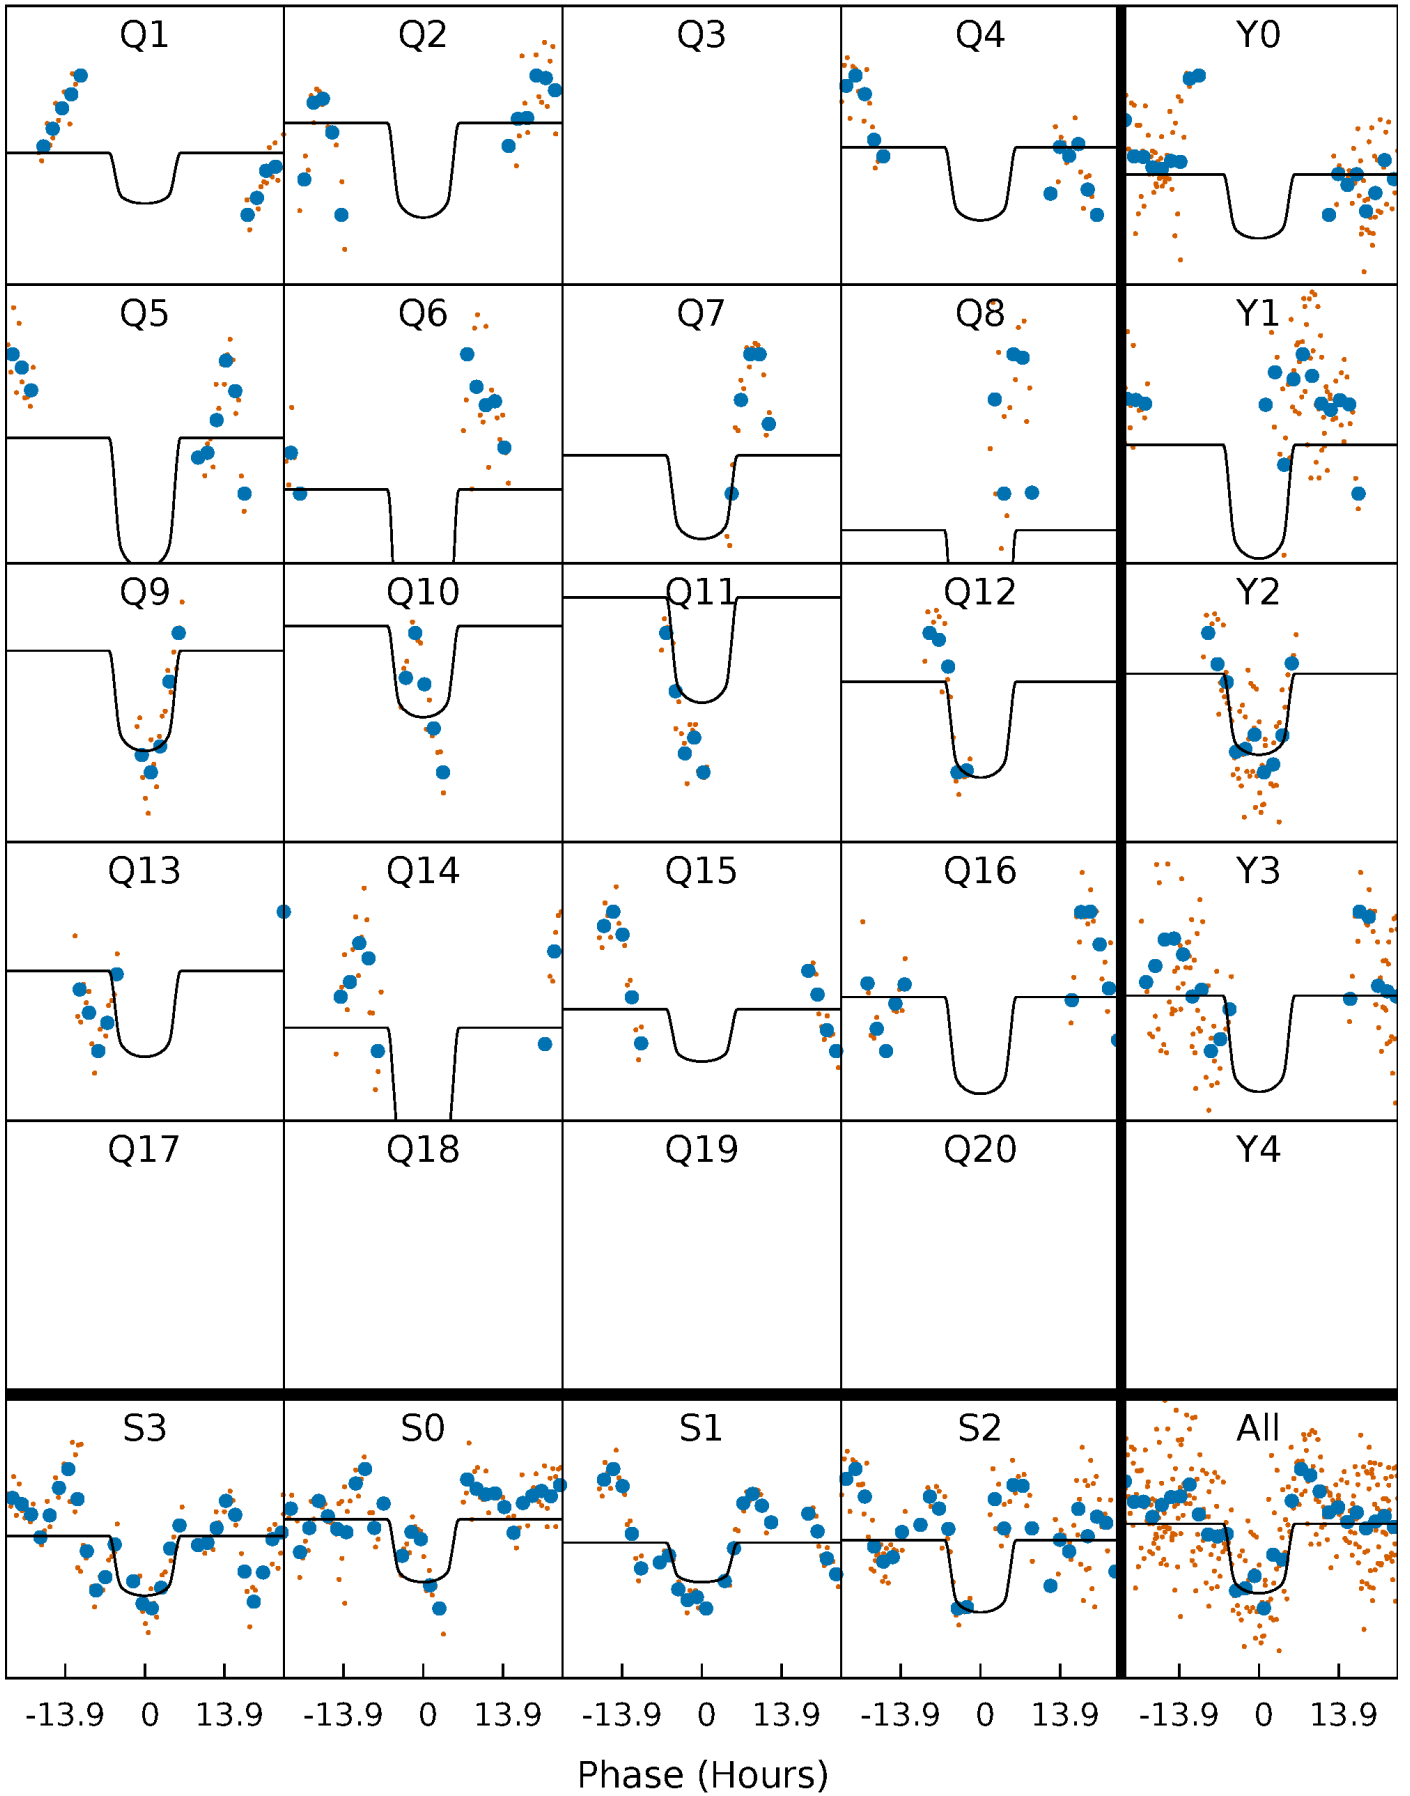 Q1 Q2 Q3 Q4 Y0
Q5 Q6 Q7 Q8 Y1
Q9 Q10 Q11 Q12 Y2
Q13 Q14 Q15 Q16 Y3
Q17 Q18 Q19 Q20 Y4
S3 S0 S1 S2 All
-13.9 0 13.9 -13.9 0 13.9 -13.9 0 13.9 -13.9 0 13.9 -13.9 0 13.9
Phase (Hours)